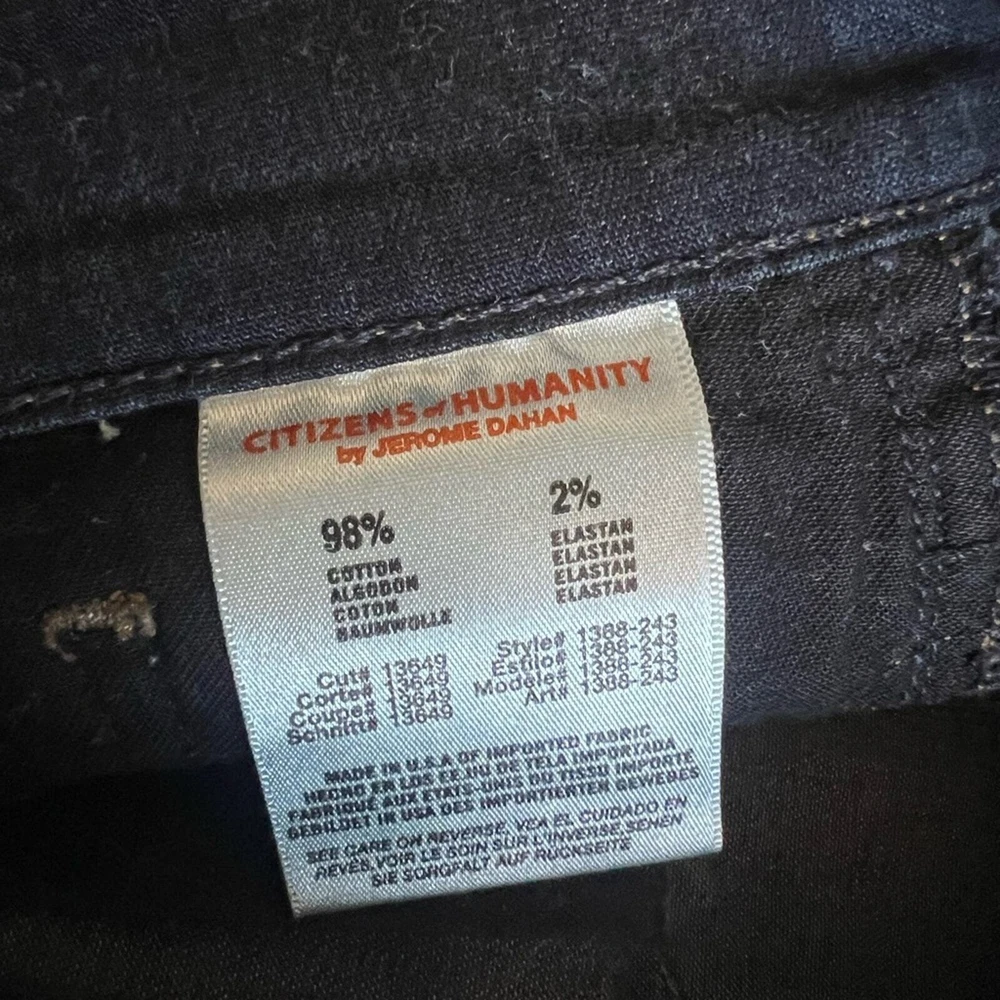 CITIZENS of HUMANITY
by JEROME DAHAN
98%
COTTON
ALGODON
COTON
BAUMWOLLE
2%
ELASTAN
ELASTAN
ELASTAN
ELASTAN
Cut# 13649
Corte# 13649
Coupe# 13649
Schnitt# 13649
Style# 1388-243
Estilo# 1388-243
Modele# 1388-243
Art# 1388-243
MADE IN U.S.A OF IMPORTED FABRIC
HECHO EN LOS EE.UU DE TELA IMPORTADA
FABRIQUÉ AUX ETATS-UNIS DU TISSU IMPORTE
GEBILDET IN USA DES IMPORTIERTEN GEWEBES
SEE CARE ON REVERSE, VEA EL CUIDADO EN
REVES, VOIR LE SOIN SUR L'INVERSE, SEHEN
SIE SORGFALT AUF RÜCKSEITE